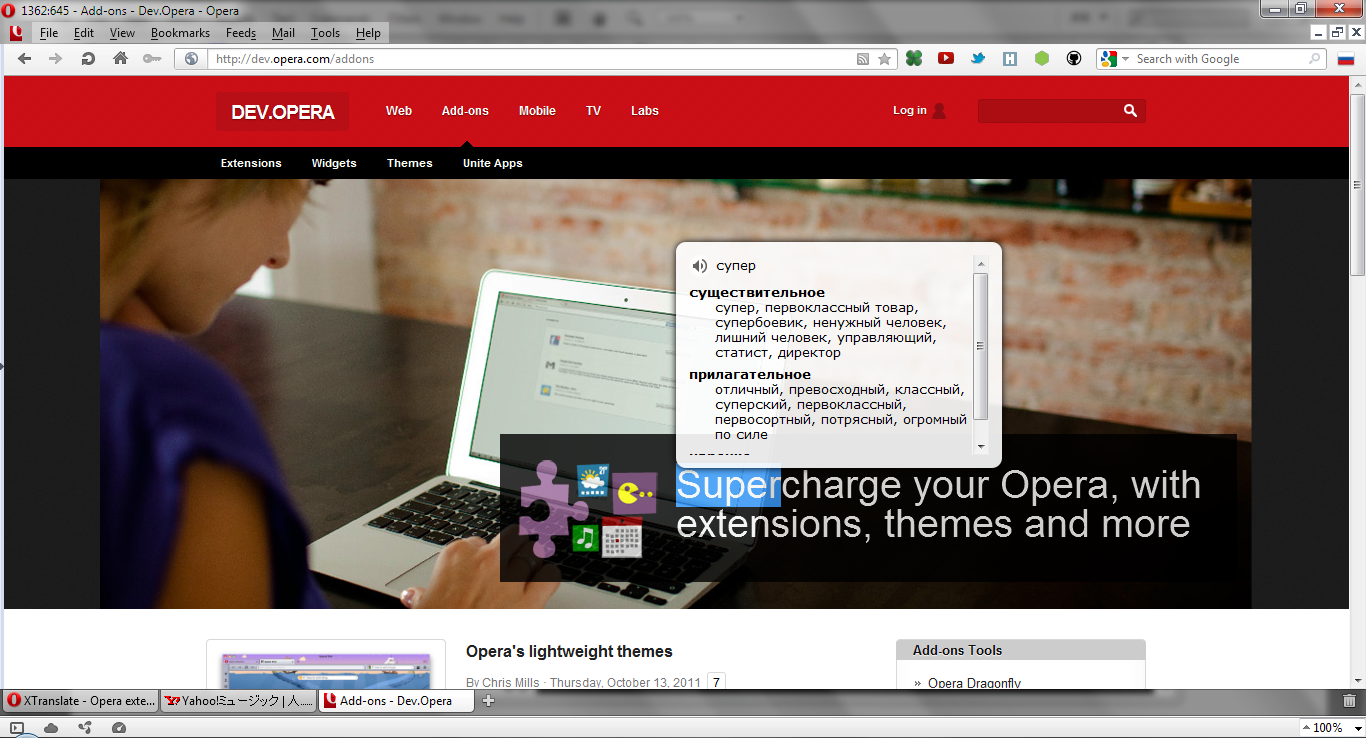 1362:645 - Add-ons - Dev.Opera - Opera
File Edit View Bookmarks Feeds Mail Tools Help
http://dev.opera.com/addons
Search with Google
DEV.OPERA Web Add-ons Mobile TV Labs Log in
Extensions Widgets Themes Unite Apps
супер
существительное
супер, первоклассный товар,
супербоевик, ненужный человек,
лишний человек, управляющий,
статист, директор
прилагательное
отличный, превосходный, классный,
суперский, первоклассный,
первосортный, потрясный, огромный
по силе
Supercharge your Opera, with
extensions, themes and more
Opera's lightweight themes
By Chris Mills · Thursday, October 13, 2011 7
Add-ons Tools
» Opera Dragonfly
XTranslate - Opera exte...
Yahoo!ミュージック | 人......
Add-ons - Dev.Opera
100%